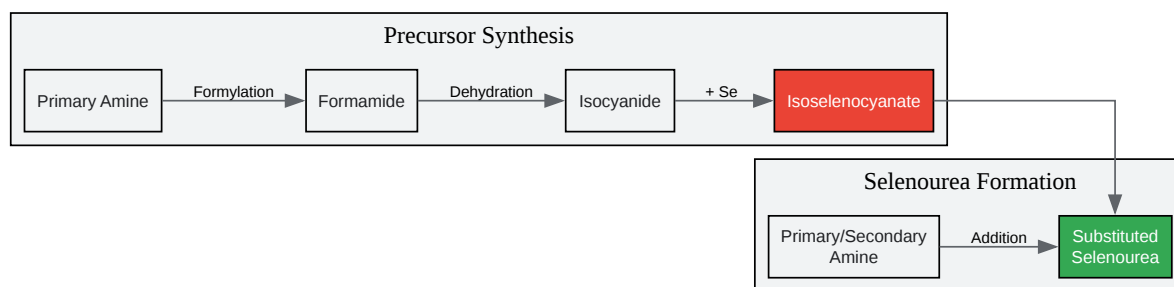 Precursor Synthesis
Primary Amine
Formylation
Formamide
Dehydration
Isocyanide
+ Se
Isoselenocyanate
Selenourea Formation
Primary/Secondary
Amine
Addition
Substituted
Selenourea